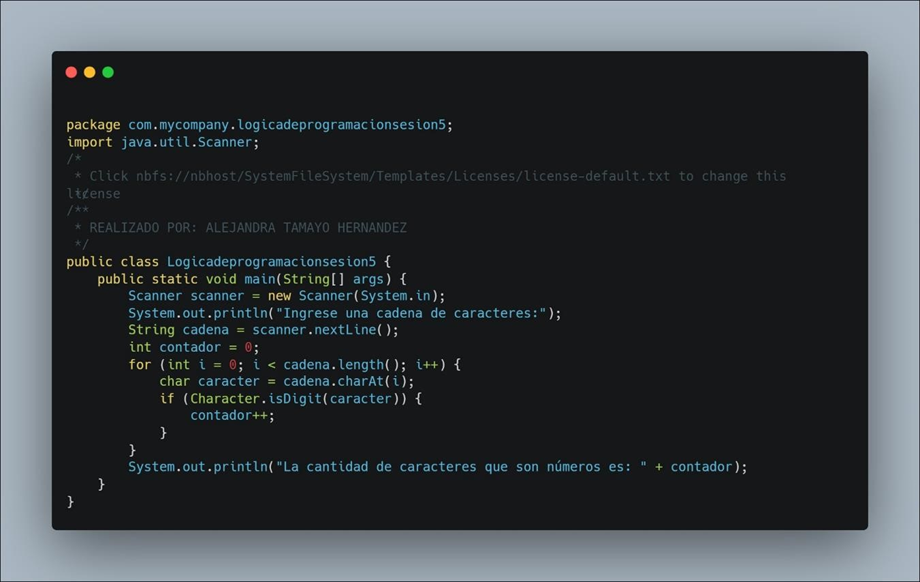 package com.mycompany.logicadeprogramacionsesion5;
import java.util.Scanner;
/*
 * Click nbfs://nbhost/SystemFileSystem/Templates/Licenses/license-default.txt to change this
license
 */
/**
 * REALIZADO POR: ALEJANDRA TAMAYO HERNANDEZ
 */
public class Logicadeprogramacionsesion5 {
    public static void main(String[] args) {
        Scanner scanner = new Scanner(System.in);
        System.out.println("Ingrese una cadena de caracteres:");
        String cadena = scanner.nextLine();
        int contador = 0;
        for (int i = 0; i < cadena.length(); i++) {
            char caracter = cadena.charAt(i);
            if (Character.isDigit(caracter)) {
                contador++;
            }
        }
        System.out.println("La cantidad de caracteres que son números es: " + contador);
    }
}